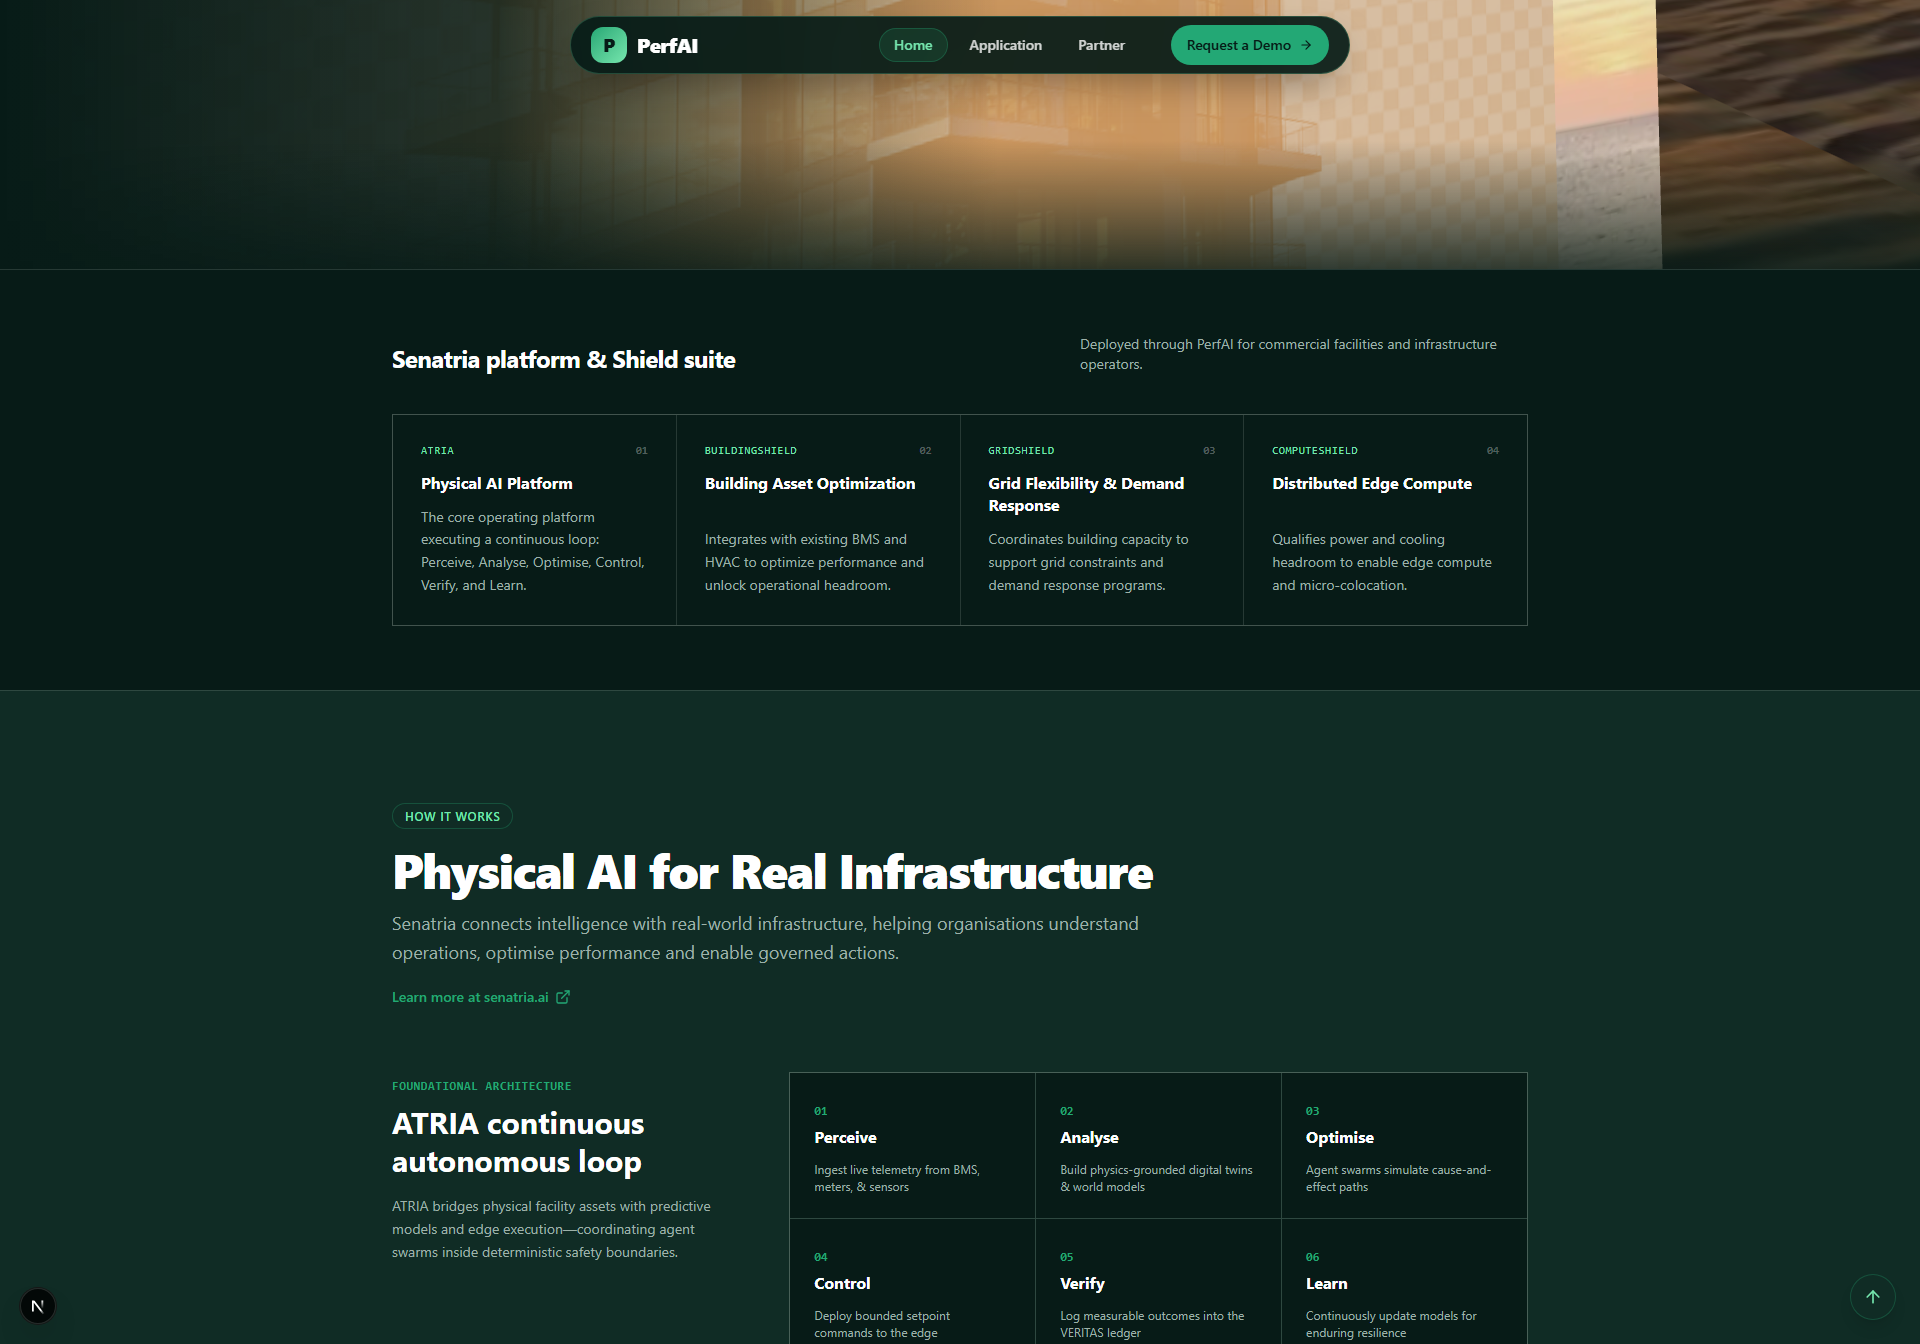 P PerfAI Home Application Partner Request a Demo →
Senatria platform & Shield suite
Deployed through PerfAI for commercial facilities and infrastructure
operators.
ATRIA 01
Physical AI Platform
The core operating platform
executing a continuous loop:
Perceive, Analyse, Optimise, Control,
Verify, and Learn.
BUILDINGSHIELD 02
Building Asset Optimization
Integrates with existing BMS and
HVAC to optimize performance and
unlock operational headroom.
GRIDSHIELD 03
Grid Flexibility & Demand
Response
Coordinates building capacity to
support grid constraints and
demand response programs.
COMPUTESHIELD 04
Distributed Edge Compute
Qualifies power and cooling
headroom to enable edge compute
and micro-colocation.
HOW IT WORKS
Physical AI for Real Infrastructure
Senatria connects intelligence with real-world infrastructure, helping organisations understand
operations, optimise performance and enable governed actions.
Learn more at senatria.ai
FOUNDATIONAL ARCHITECTURE
ATRIA continuous
autonomous loop
ATRIA bridges physical facility assets with predictive
models and edge execution—coordinating agent
swarms inside deterministic safety boundaries.
01
Perceive
Ingest live telemetry from BMS,
meters, & sensors
02
Analyse
Build physics-grounded digital twins
& world models
03
Optimise
Agent swarms simulate cause-and-
effect paths
04
Control
Deploy bounded setpoint
commands to the edge
05
Verify
Log measurable outcomes into the
VERITAS ledger
06
Learn
Continuously update models for
enduring resilience
N